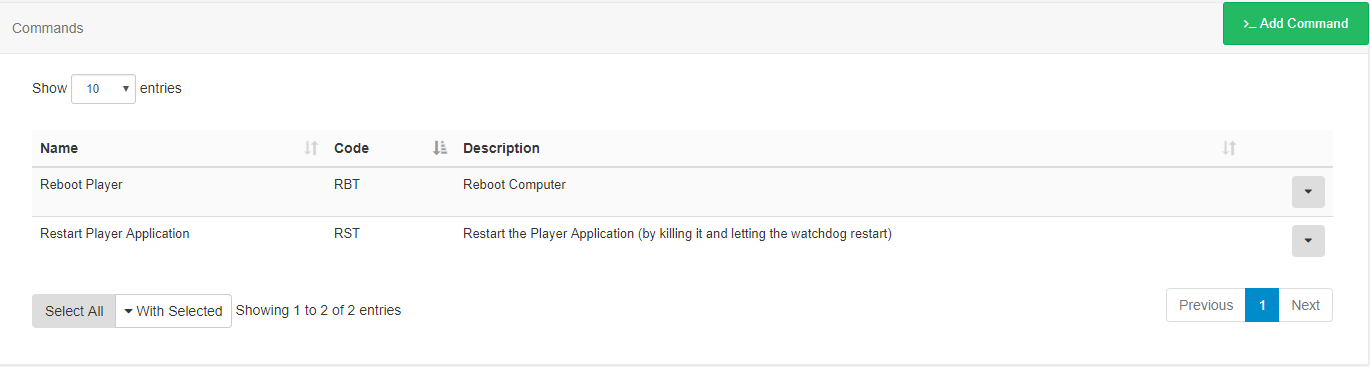 Commands
>_ Add Command
Show 10 entries
Name Code Description
Reboot Player RBT Reboot Computer
Restart Player Application RST Restart the Player Application (by killing it and letting the watchdog restart)
Select All With Selected Showing 1 to 2 of 2 entries
Previous 1 Next